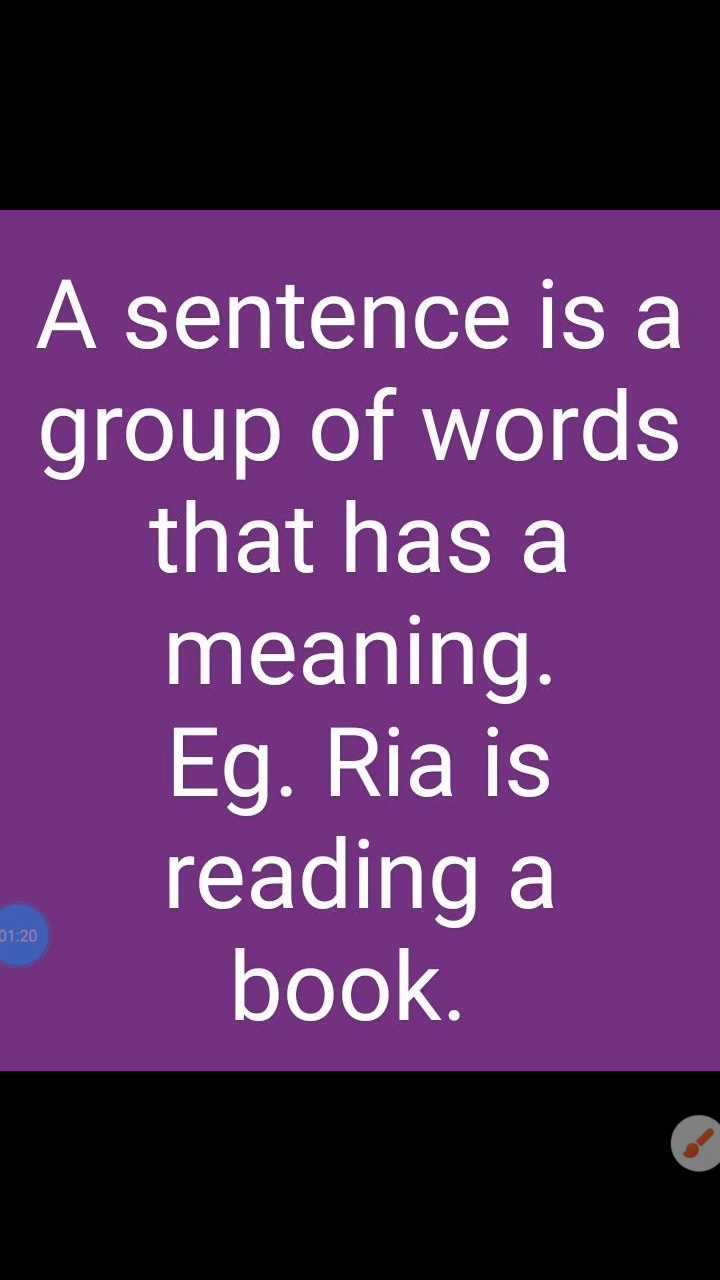 A sentence is a
group of words
that has a
meaning.
Eg. Ria is
reading a
book.
01:20